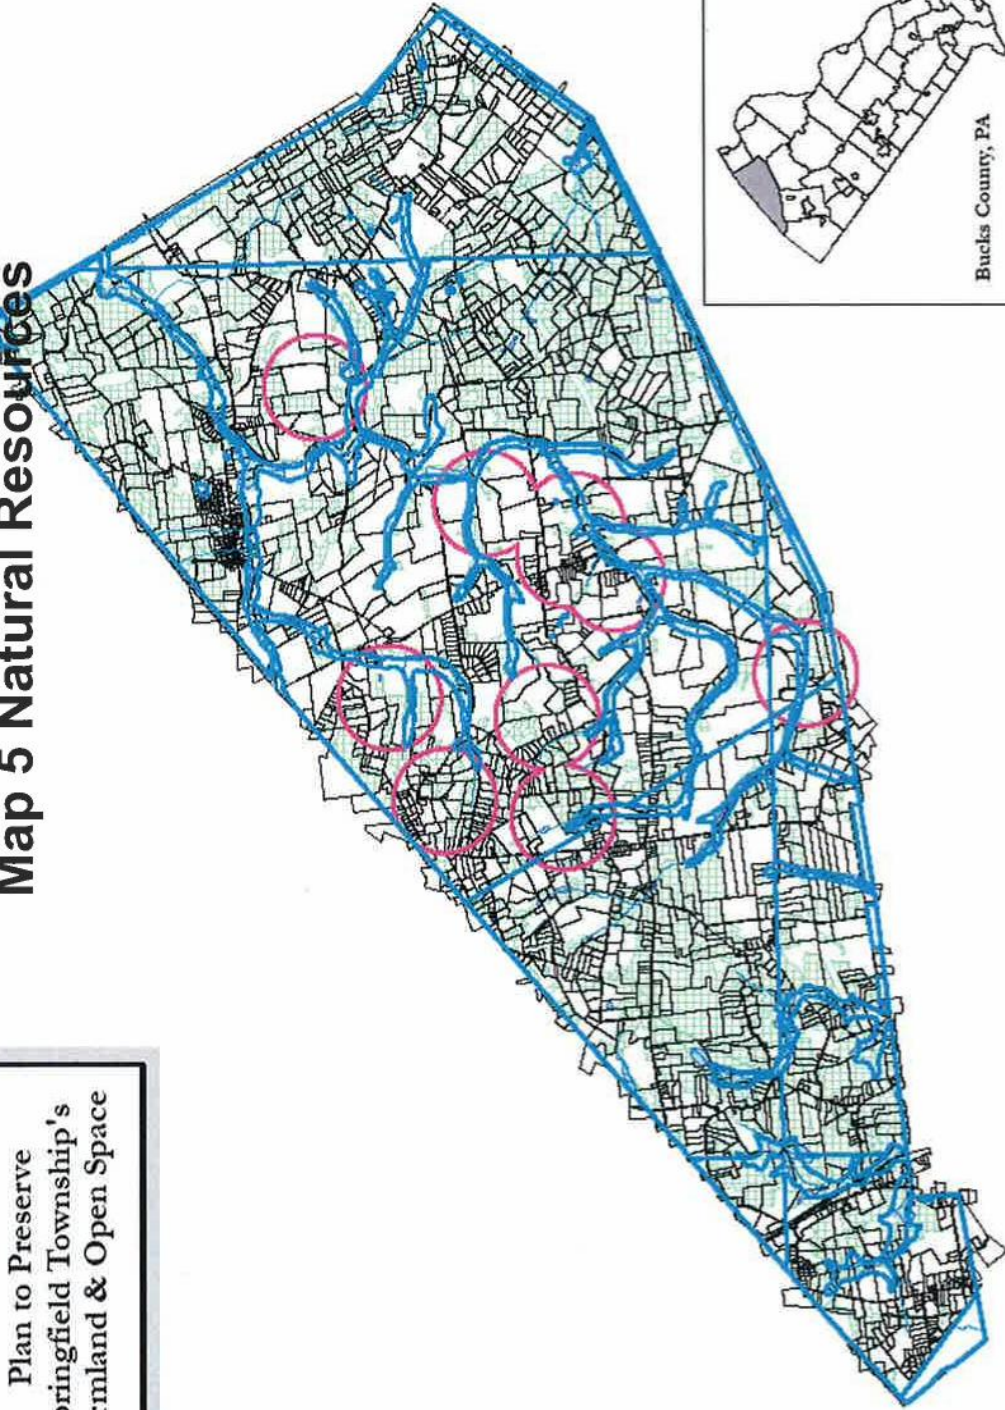 Map 5 Natural Resources
Plan to Preserve
pringfield Township's
rmland & Open Space
Bucks County, PA